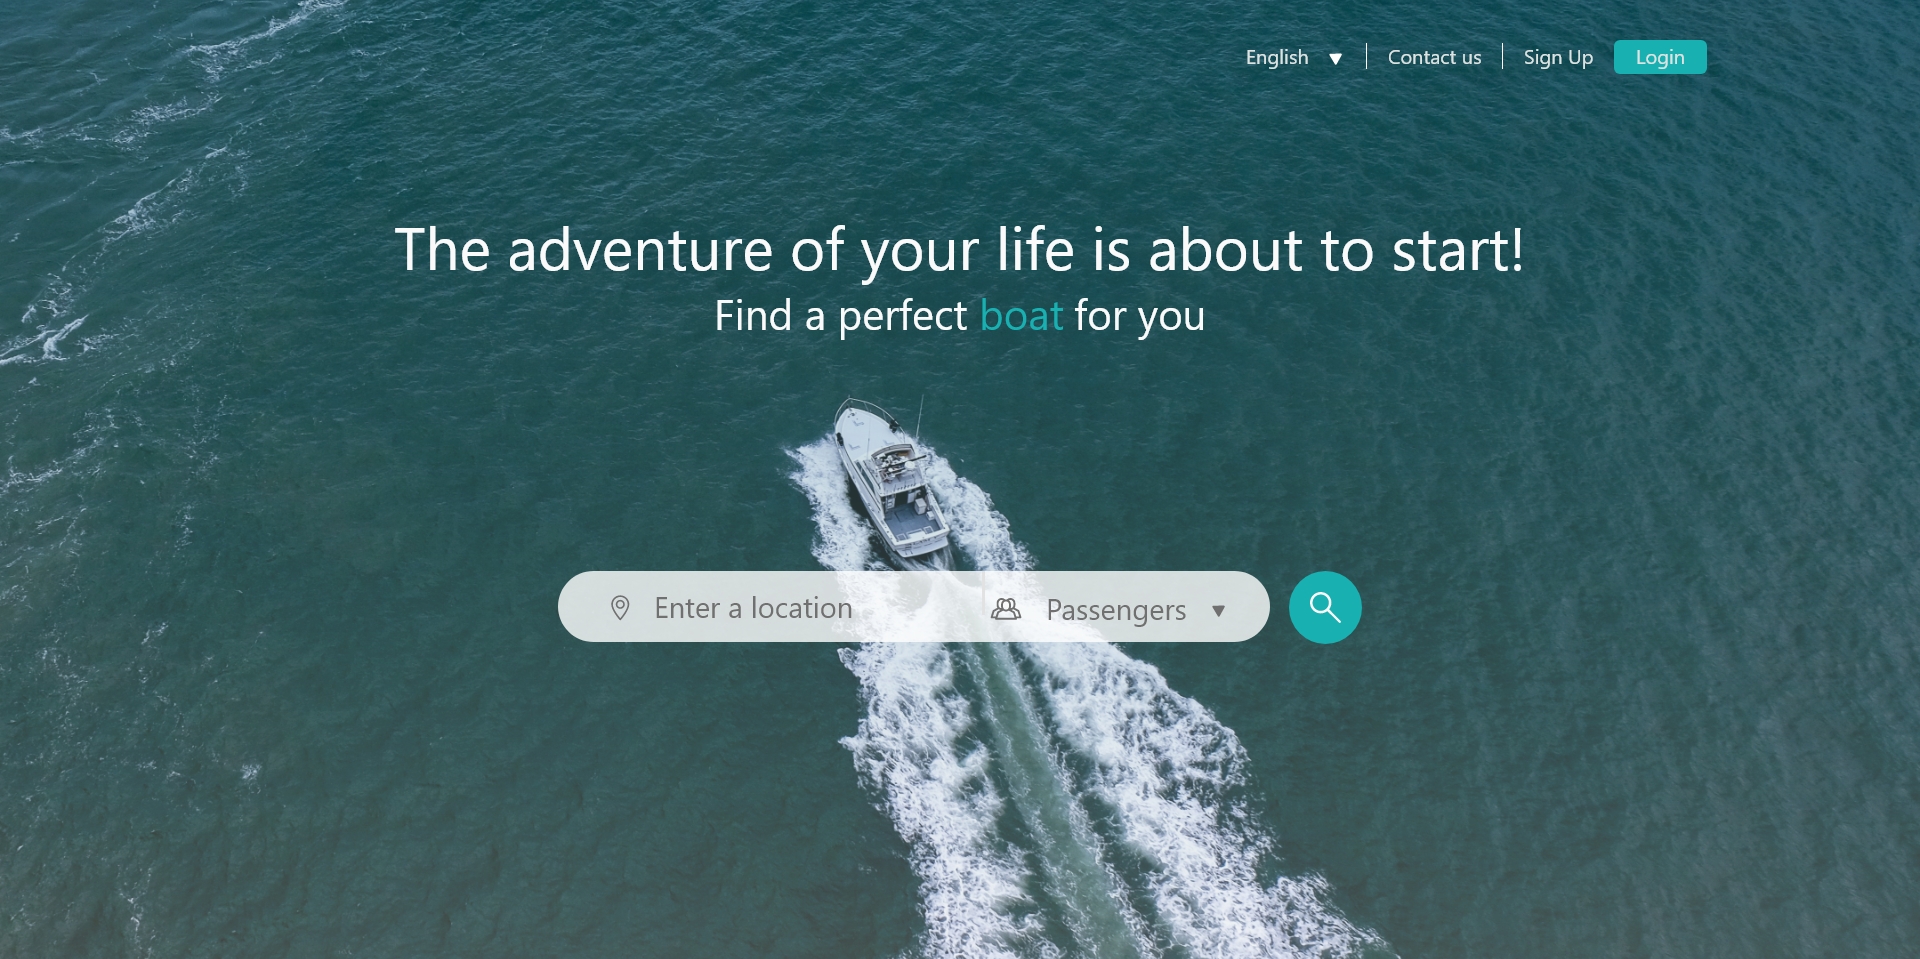 English
Contact us
Sign Up
Login
The adventure of your life is about to start!
Find a perfect boat for you
Enter a location
Passengers